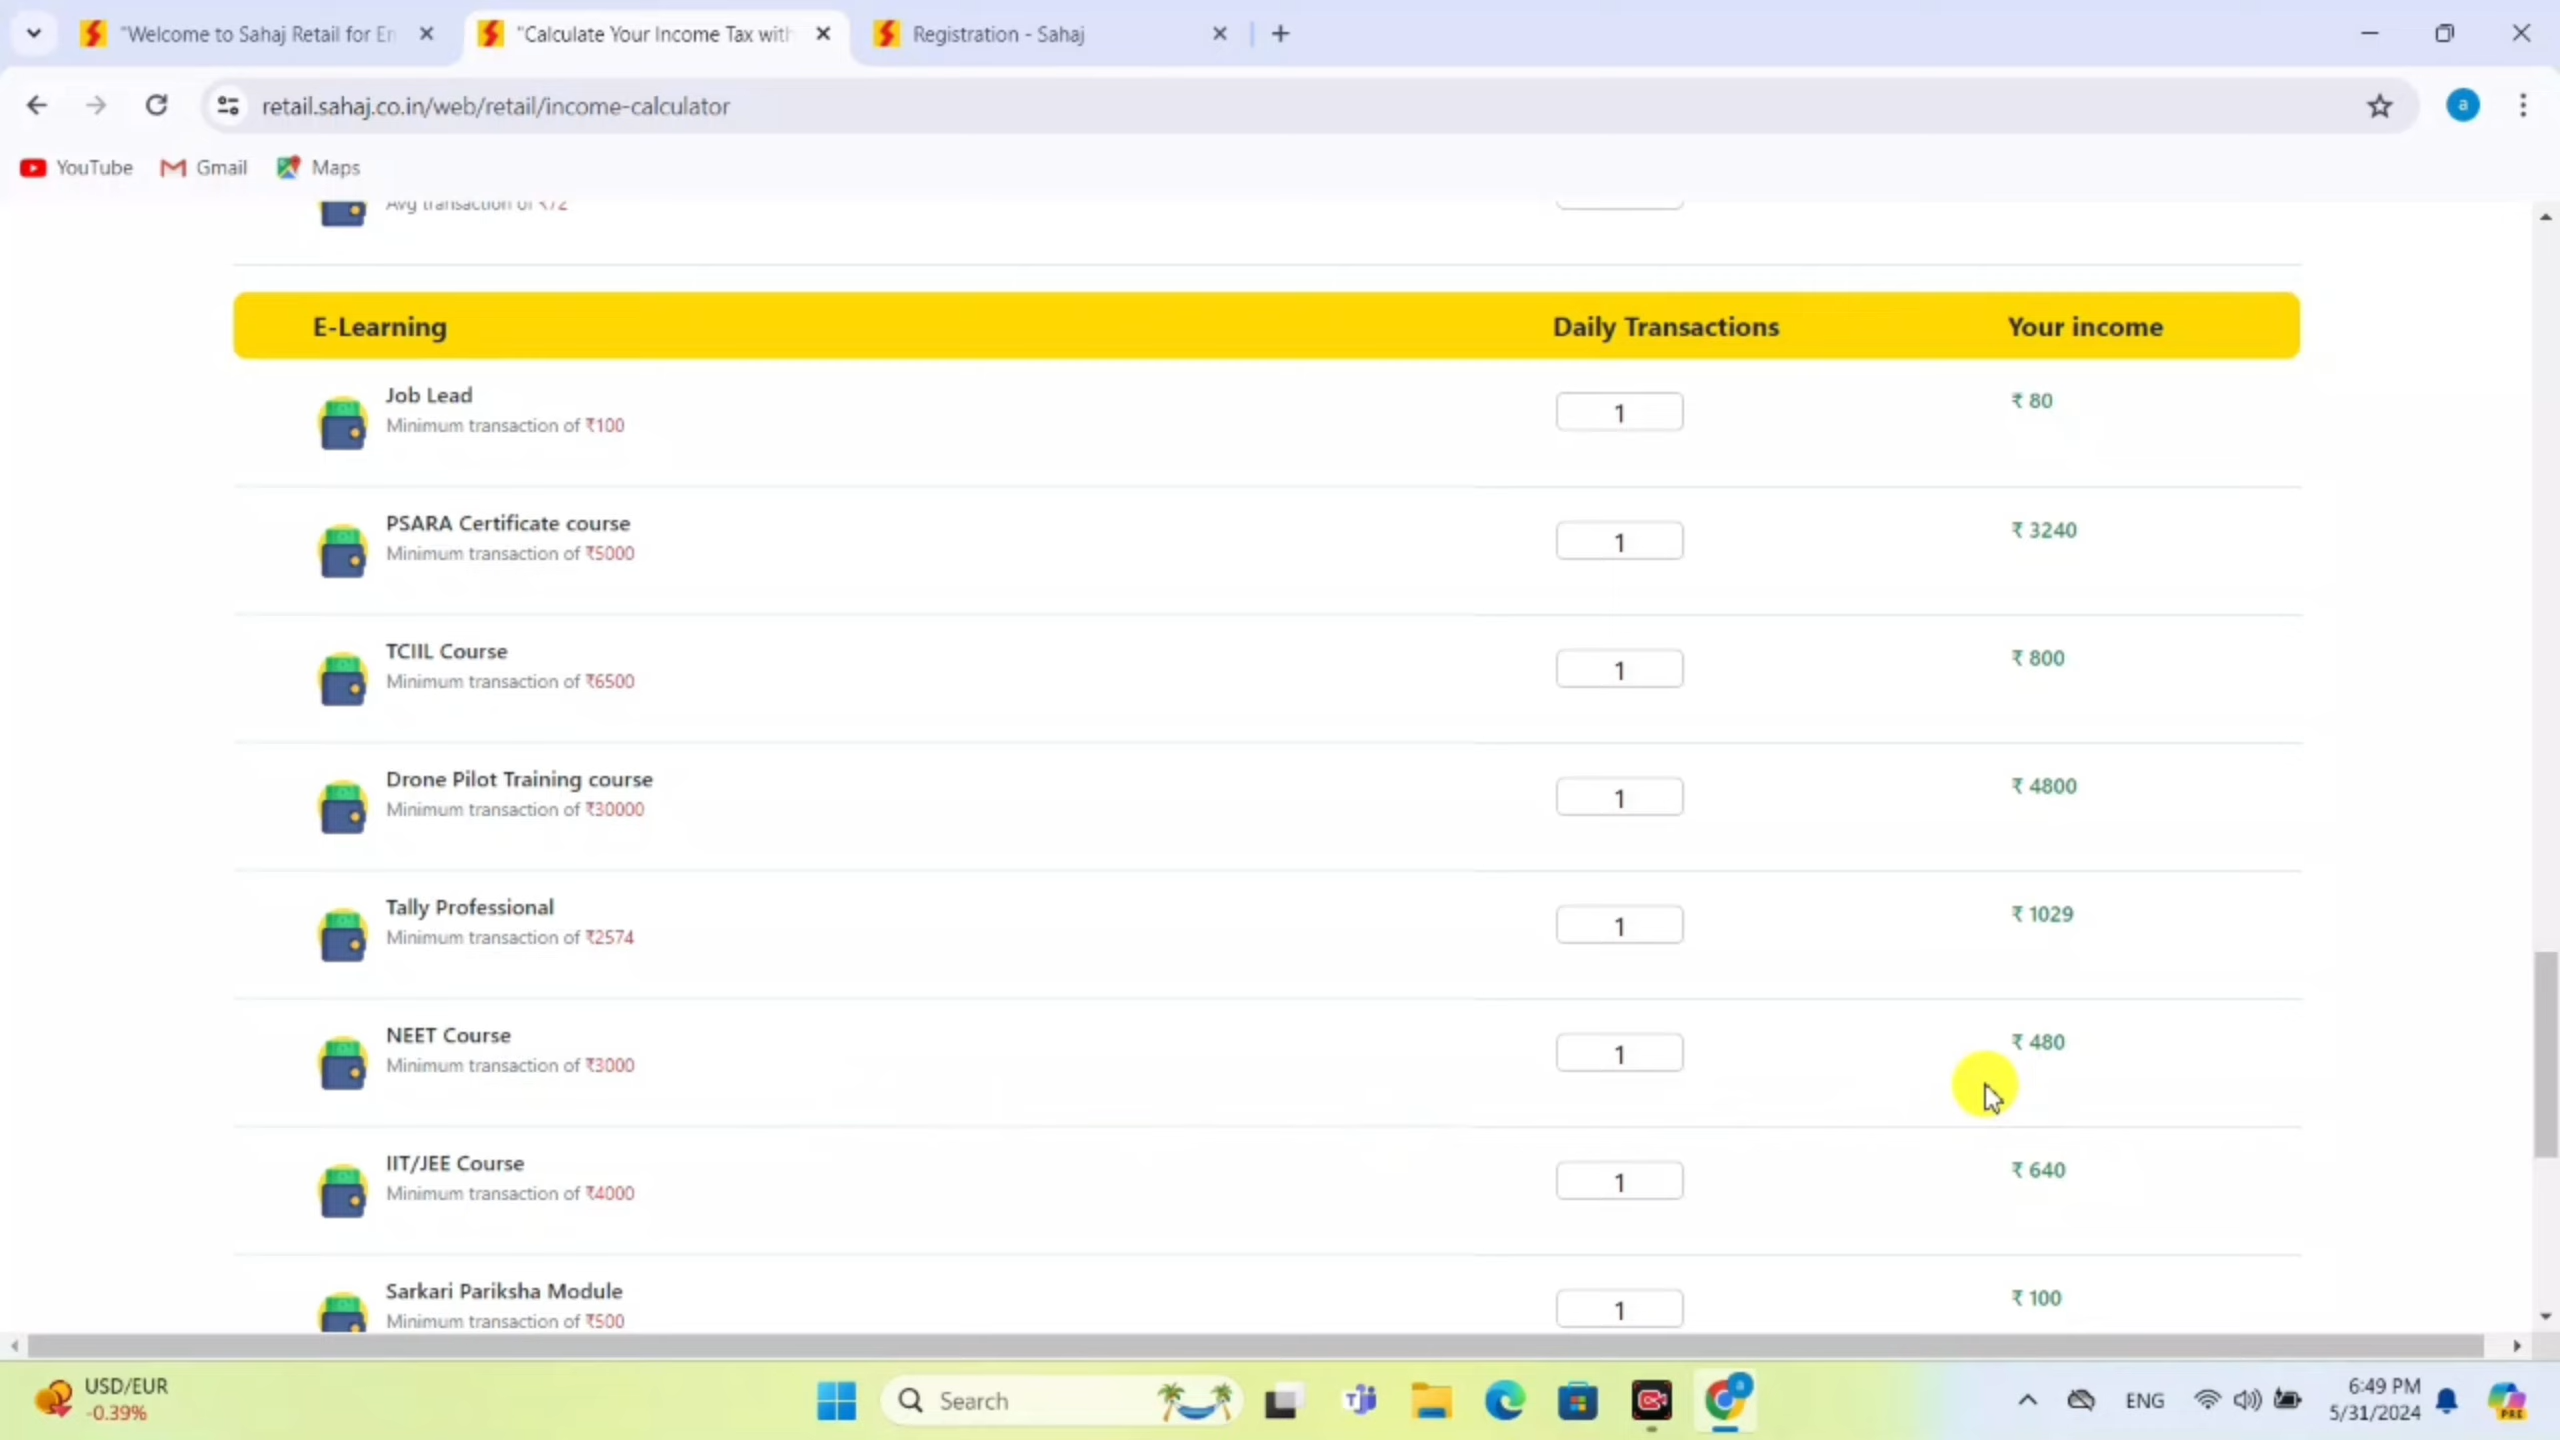 "Welcome to Sahaj Retail for En
"Calculate Your Income Tax with
Registration - Sahaj
retail.sahaj.co.in/web/retail/income-calculator
a
YouTube
Gmail
Maps
Avg transaction of ₹72
E-Learning Daily Transactions Your income
Job Lead
Minimum transaction of ₹100
1
₹ 80
PSARA Certificate course
Minimum transaction of ₹5000
1
₹ 3240
TCIIL Course
Minimum transaction of ₹6500
1
₹ 800
Drone Pilot Training course
Minimum transaction of ₹30000
1
₹ 4800
Tally Professional
Minimum transaction of ₹2574
1
₹ 1029
NEET Course
Minimum transaction of ₹3000
1
₹ 480
IIT/JEE Course
Minimum transaction of ₹4000
1
₹ 640
Sarkari Pariksha Module
Minimum transaction of ₹500
1
₹ 100
USD/EUR
-0.39%
Search
a
ENG
6:49 PM
5/31/2024
PRE